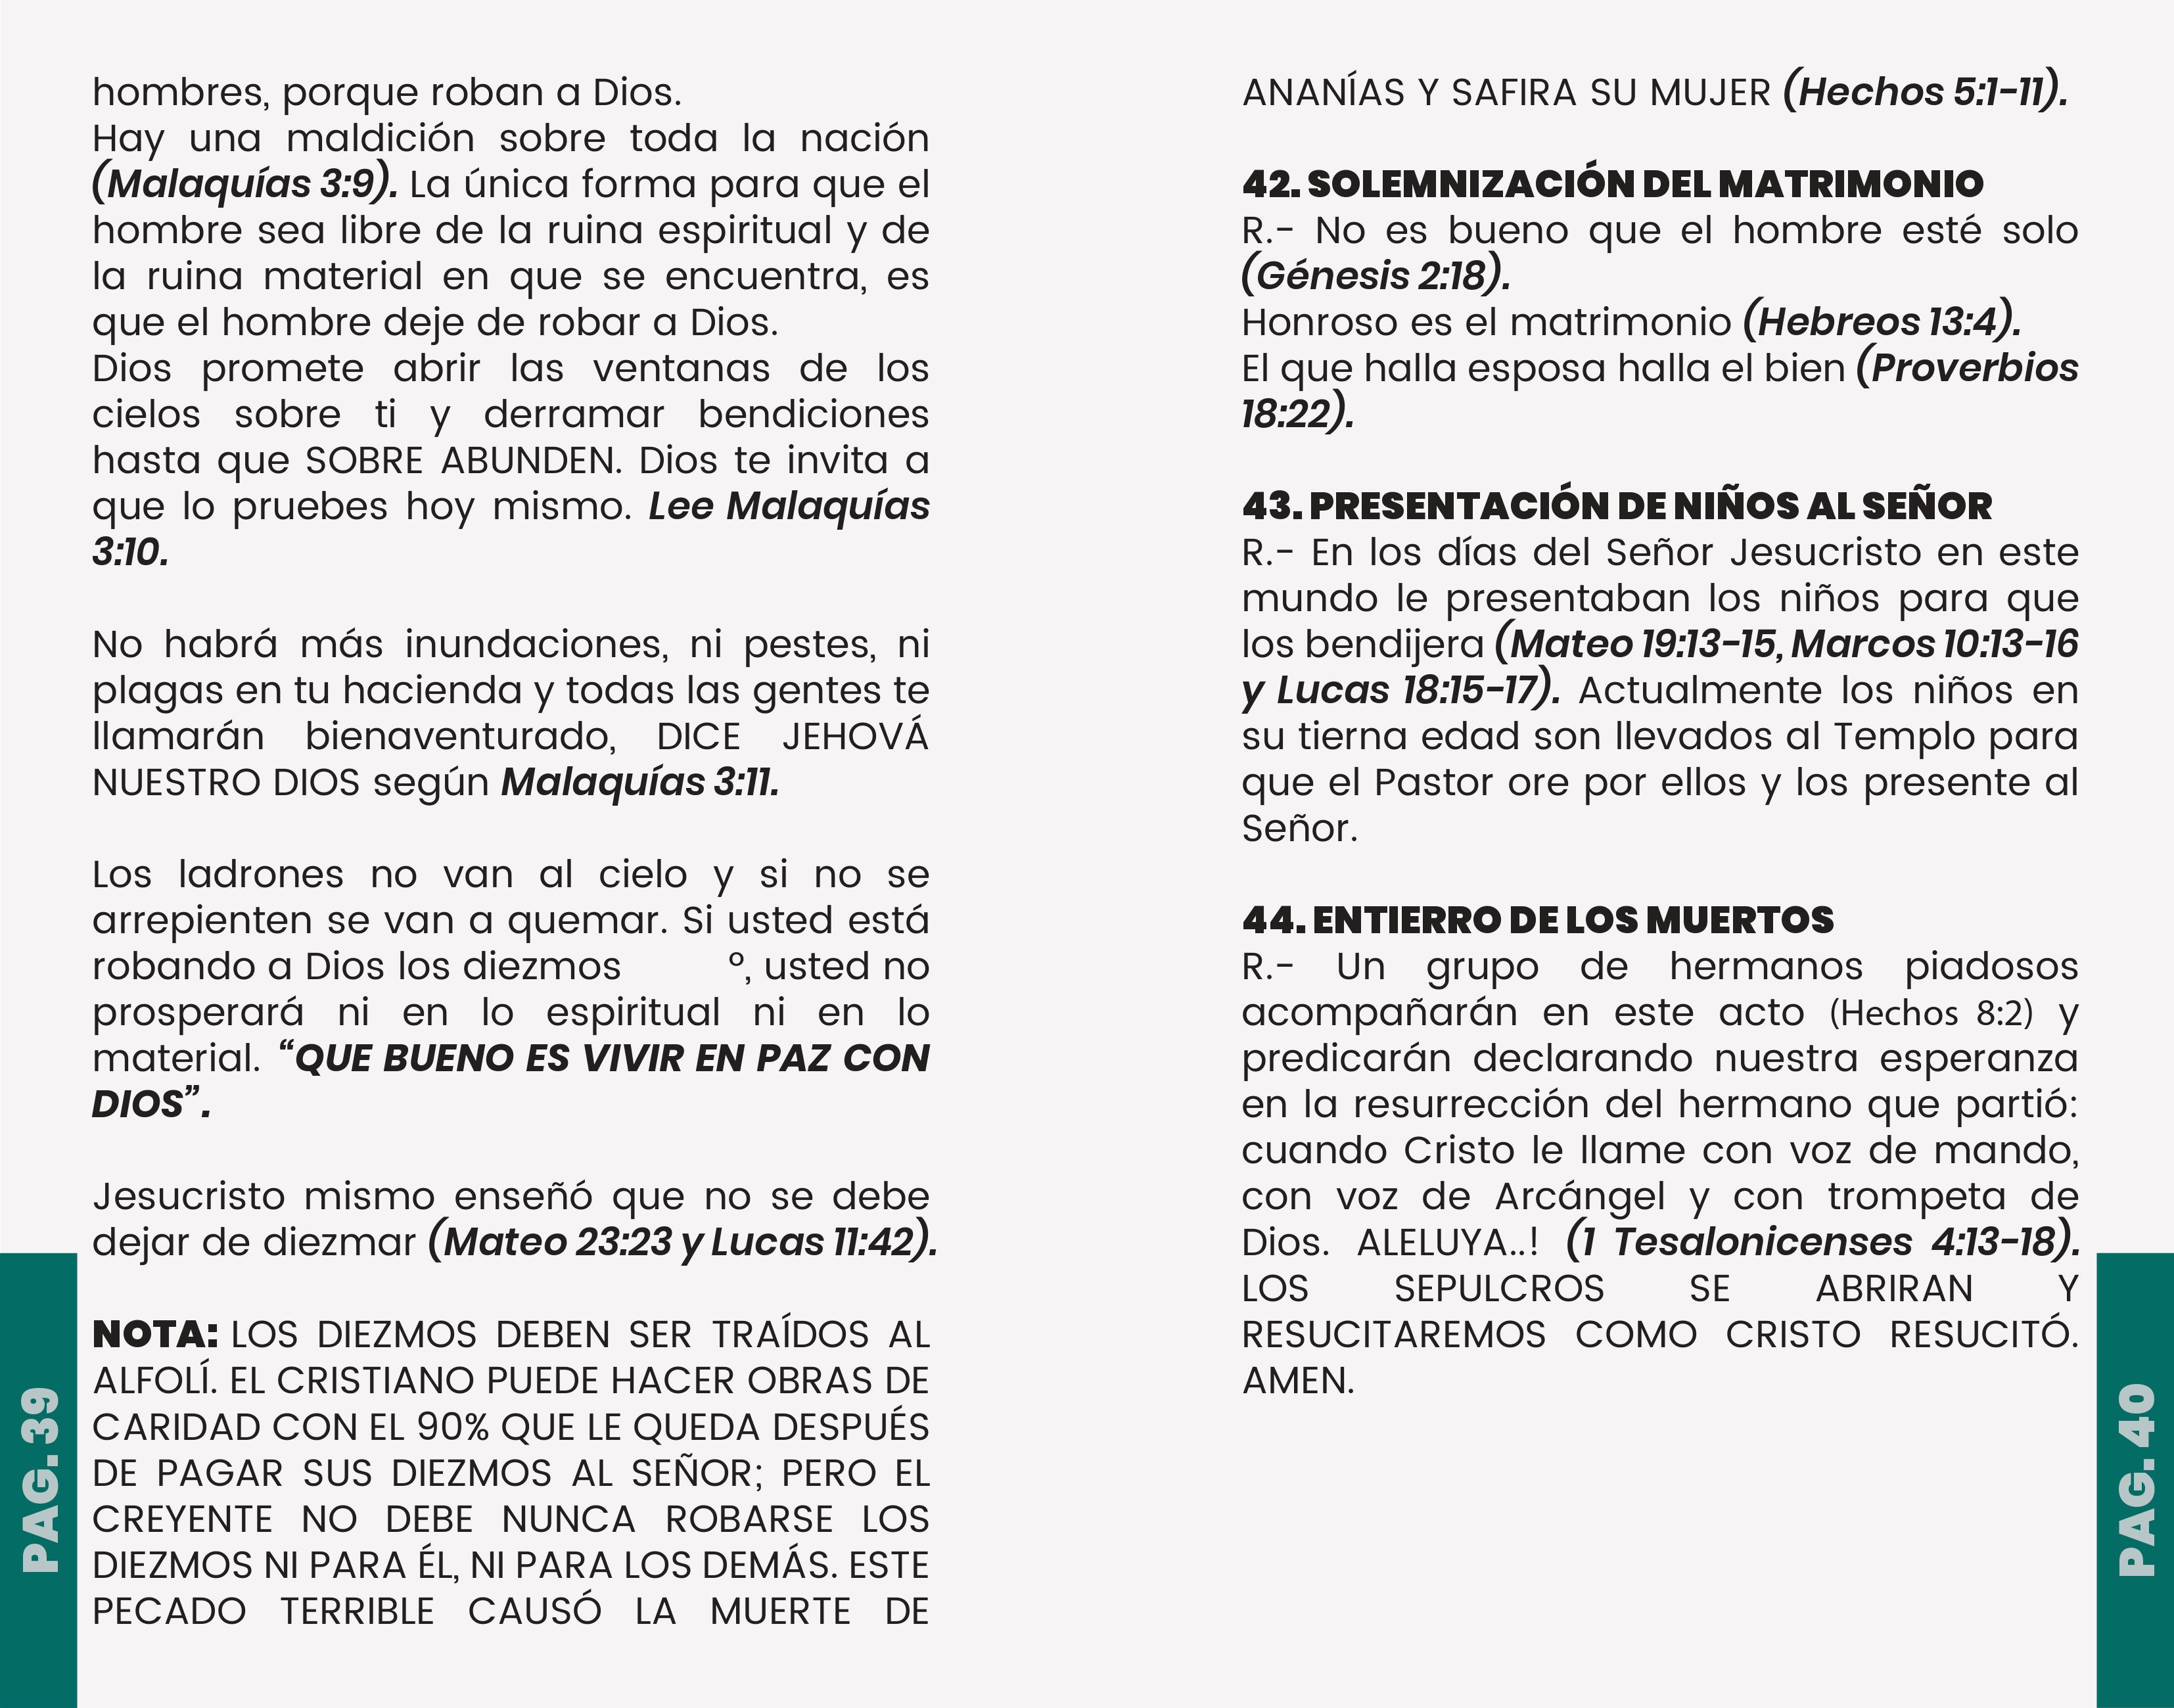 hombres, porque roban a Dios.
Hay una maldición sobre toda la nación
(Malaquías 3:9). La única forma para que el
hombre sea libre de la ruina espiritual y de
la ruina material en que se encuentra, es
que el hombre deje de robar a Dios.
Dios promete abrir las ventanas de los
cielos sobre ti y derramar bendiciones
hasta que SOBRE ABUNDEN. Dios te invita a
que lo pruebes hoy mismo. Lee Malaquías
3:10.
No habrá más inundaciones, ni pestes, ni
plagas en tu hacienda y todas las gentes te
llamarán bienaventurado, DICE JEHOVÁ
NUESTRO DIOS según Malaquías 3:11.
Los ladrones no van al cielo y si no se
arrepienten se van a quemar. Si usted está
robando a Dios los diezmos º, usted no
prosperará ni en lo espiritual ni en lo
material. “QUE BUENO ES VIVIR EN PAZ CON
DIOS”.
Jesucristo mismo enseñó que no se debe
dejar de diezmar (Mateo 23:23 y Lucas 11:42).
NOTA: LOS DIEZMOS DEBEN SER TRAÍDOS AL
ALFOLÍ. EL CRISTIANO PUEDE HACER OBRAS DE
CARIDAD CON EL 90% QUE LE QUEDA DESPUÉS
DE PAGAR SUS DIEZMOS AL SEÑOR; PERO EL
CREYENTE NO DEBE NUNCA ROBARSE LOS
DIEZMOS NI PARA ÉL, NI PARA LOS DEMÁS. ESTE
PECADO TERRIBLE CAUSÓ LA MUERTE DE
PAG. 39
ANANÍAS Y SAFIRA SU MUJER (Hechos 5:1-11).
42. SOLEMNIZACIÓN DEL MATRIMONIO
R.- No es bueno que el hombre esté solo
(Génesis 2:18).
Honroso es el matrimonio (Hebreos 13:4).
El que halla esposa halla el bien (Proverbios
18:22).
43. PRESENTACIÓN DE NIÑOS AL SEÑOR
R.- En los días del Señor Jesucristo en este
mundo le presentaban los niños para que
los bendijera (Mateo 19:13-15, Marcos 10:13-16
y Lucas 18:15-17). Actualmente los niños en
su tierna edad son llevados al Templo para
que el Pastor ore por ellos y los presente al
Señor.
44. ENTIERRO DE LOS MUERTOS
R.- Un grupo de hermanos piadosos
acompañarán en este acto (Hechos 8:2) y
predicarán declarando nuestra esperanza
en la resurrección del hermano que partió:
cuando Cristo le llame con voz de mando,
con voz de Arcángel y con trompeta de
Dios. ALELUYA..! (1 Tesalonicenses 4:13-18).
LOS SEPULCROS SE ABRIRAN Y
RESUCITAREMOS COMO CRISTO RESUCITÓ.
AMEN.
PAG. 40